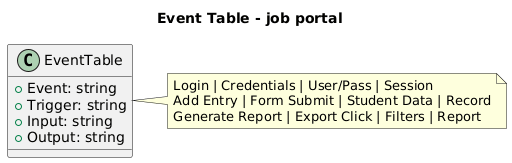 Event Table - job portal
C EventTable
Event: string
Trigger: string
Input: string
Output: string
Login | Credentials | User/Pass | Session
Add Entry | Form Submit | Student Data | Record
Generate Report | Export Click | Filters | Report